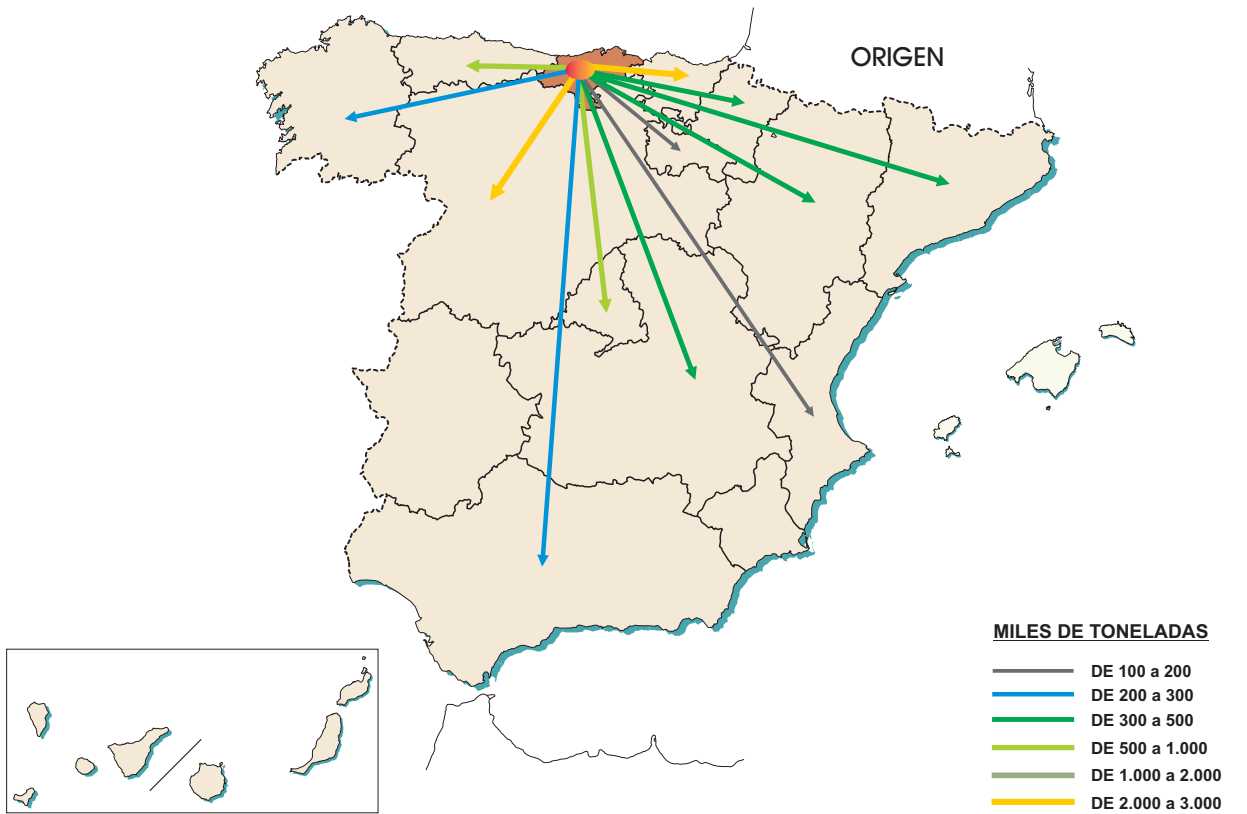 ORIGEN
MILES DE TONELADAS
DE 100 a 200
DE 200 a 300
DE 300 a 500
DE 500 a 1.000
DE 1.000 a 2.000
DE 2.000 a 3.000